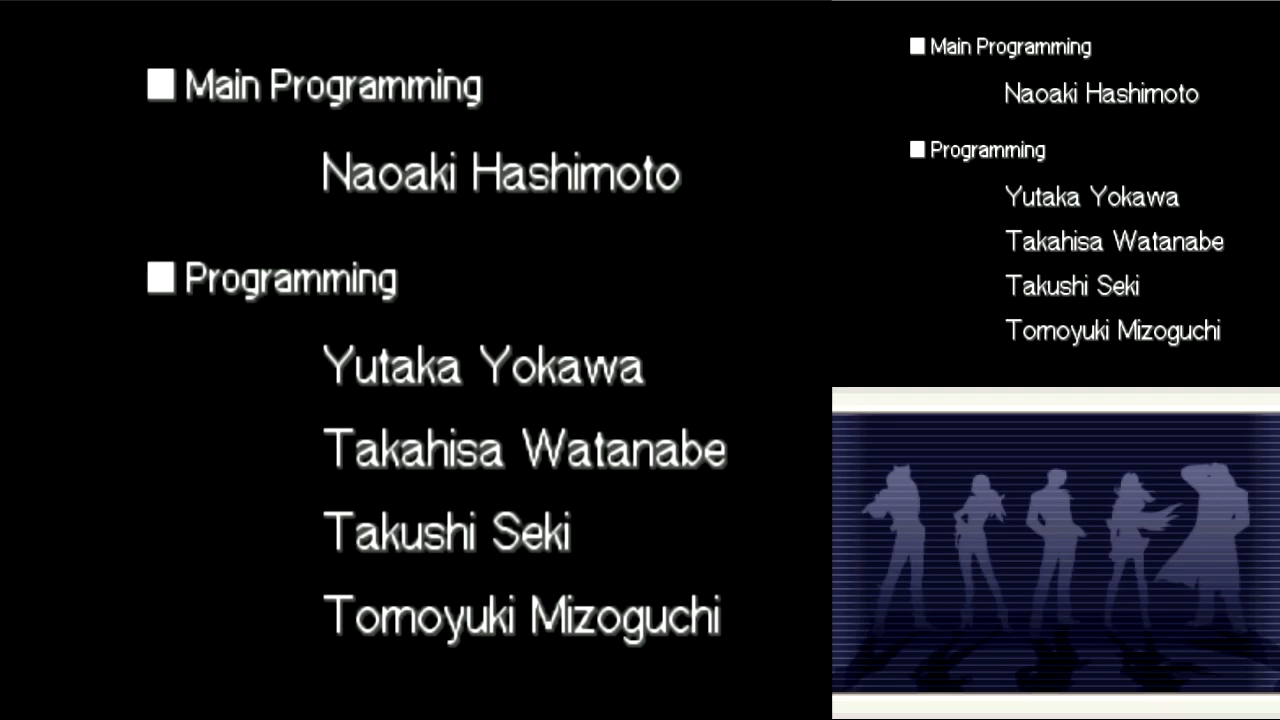 ■ Main Programming
Naoaki Hashimoto
■ Programming
Yutaka Yokawa
Takahisa Watanabe
Takushi Seki
Tomoyuki Mizoguchi
■ Main Programming
Naoaki Hashimoto
■ Programming
Yutaka Yokawa
Takahisa Watanabe
Takushi Seki
Tomoyuki Mizoguchi